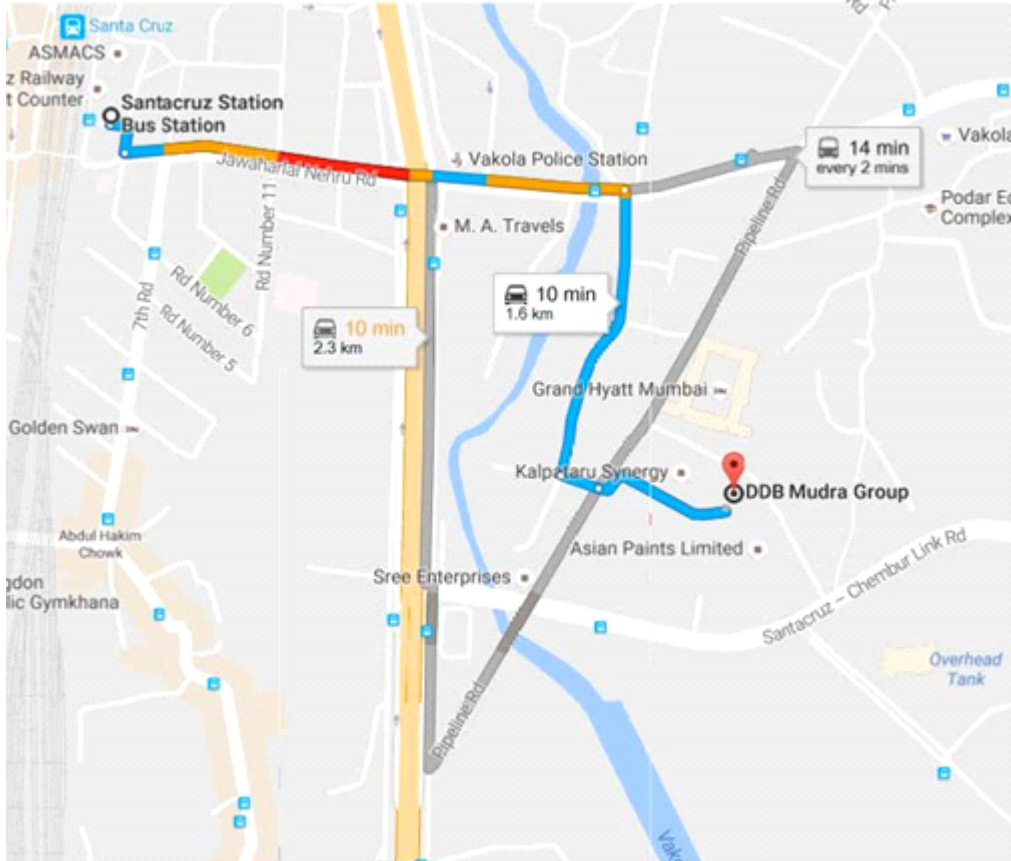 Santa Cruz
Rd
ASMACS
z Railway
t Counter
Santacruz Station
Bus Station
Jawaharlal Nehru Rd
Vakola Police Station
14 min
every 2 mins
Vakola
Podar Ed
Complex
Pipeline Rd
M. A. Travels
Rd Number 11
Rd Number 6
Rd Number 5
7th Rd
10 min
1.6 km
10 min
2.3 km
Grand Hyatt Mumbai
Golden Swan
Kalpataru Synergy
DDB Mudra Group
Abdul Hakim
Chowk
Asian Paints Limited
Sree Enterprises
gdon
lic Gymkhana
Santacruz - Chembur Link Rd
Overhead
Tank
Pipeline Rd
Vako